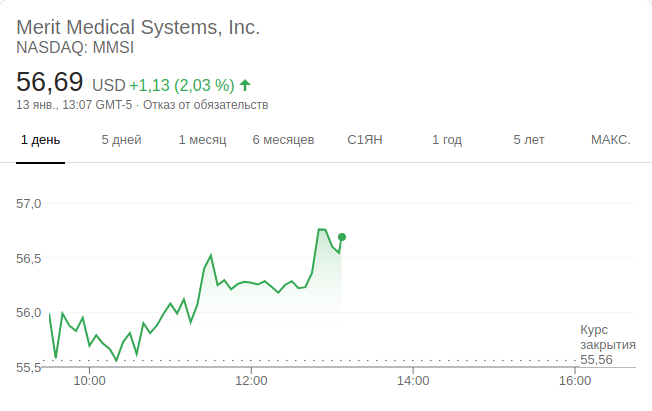 Merit Medical Systems, Inc.
NASDAQ: MMSI
56,69 USD +1,13 (2,03 %)
13 янв., 13:07 GMT-5 · Отказ от обязательств
1 день 5 дней 1 месяц 6 месяцев С1ЯН 1 год 5 лет МАКС.
57,0
56,5
56,0
Курс
закрытия
55,56
55,5
10:00 12:00 14:00 16:00